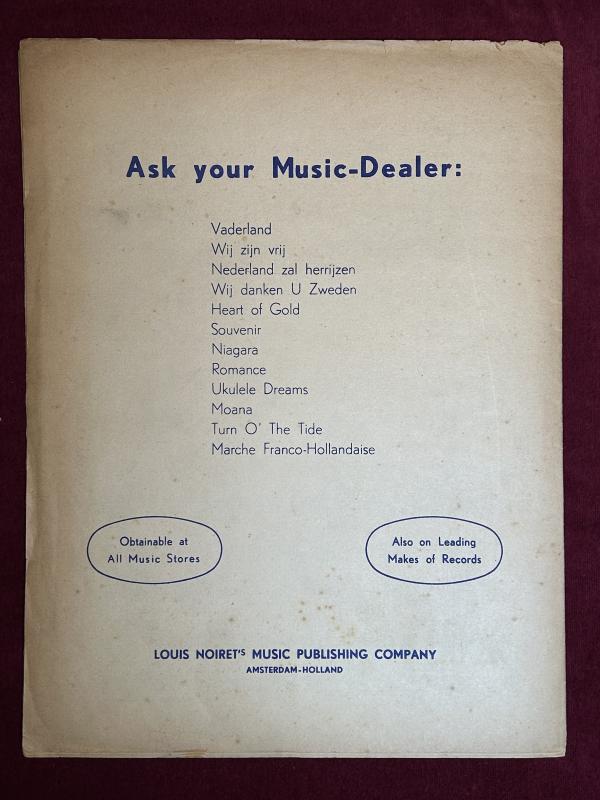 Ask your Music-Dealer:
Vaderland
Wij zijn vrij
Nederland zal herrijzen
Wij danken U Zweden
Heart of Gold
Souvenir
Niagara
Romance
Ukulele Dreams
Moana
Turn O' The Tide
Marche Franco-Hollandaise
Obtainable at
All Music Stores
Also on Leading
Makes of Records
LOUIS NOIRET'S MUSIC PUBLISHING COMPANY
AMSTERDAM-HOLLAND